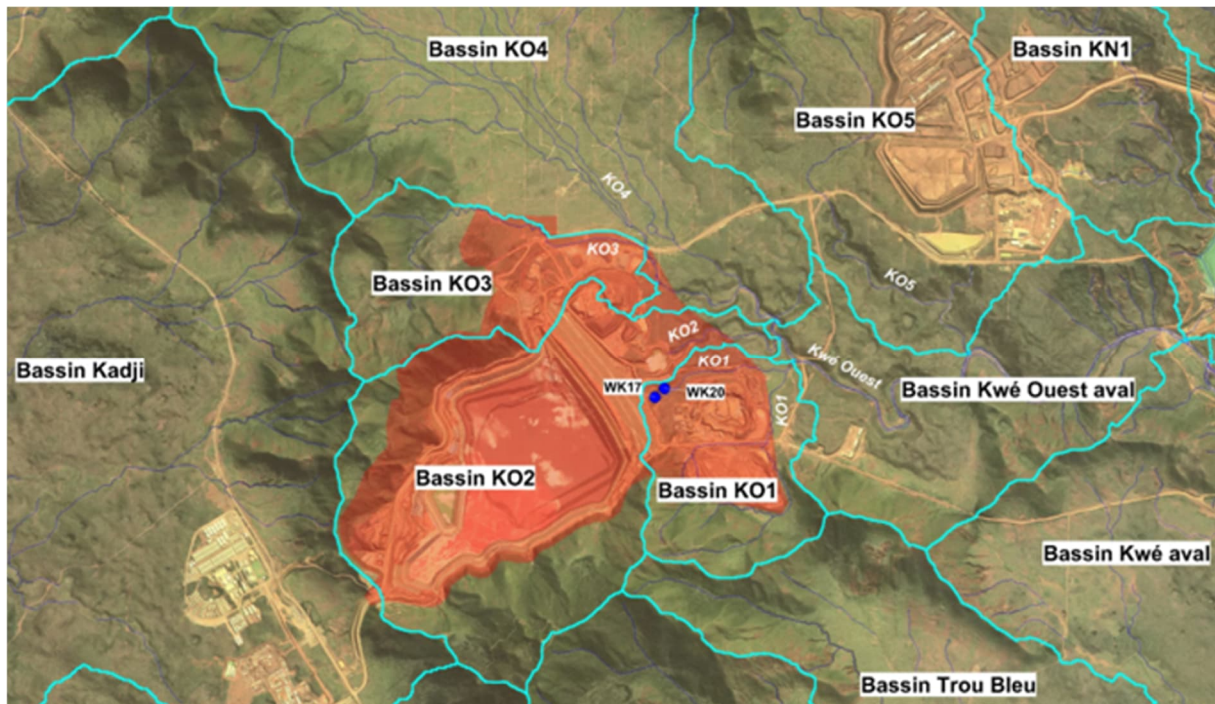 Bassin KO4
Bassin KN1
Bassin KO5
KO4
KO3
Bassin KO3
KO5
KO2
Kwé Ouest
KO1
Bassin Kadji
WK17
WK20
Bassin Kwé Ouest aval
KO1
Bassin KO2
Bassin KO1
Bassin Kwé aval
Bassin Trou Bleu